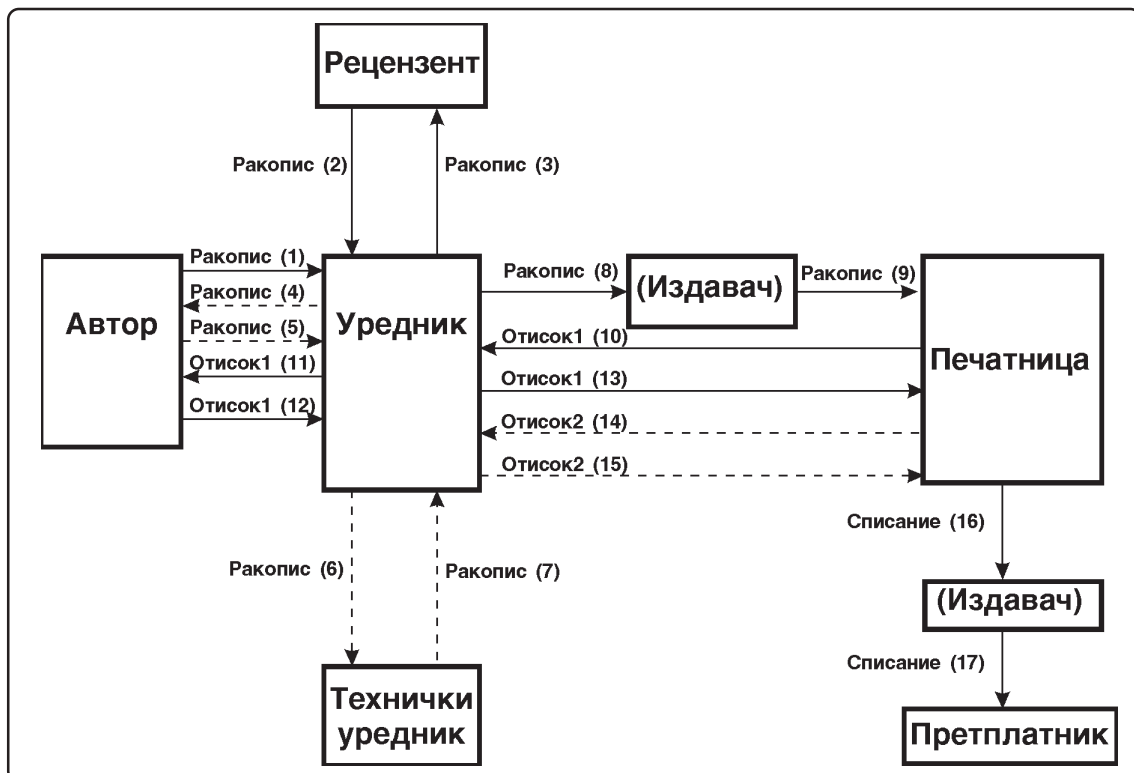 Рецензент
Ракопис (2)
Ракопис (3)
Автор
Ракопис (1)
Ракопис (4)
Ракопис (5)
Отисок1 (11)
Отисок1 (12)
Уредник
Ракопис (8)
(Издавач)
Ракопис (9)
Отисок1 (10)
Отисок1 (13)
Отисок2 (14)
Отисок2 (15)
Печатница
Ракопис (6)
Ракопис (7)
Технички
уредник
Списание (16)
(Издавач)
Списание (17)
Претплатник